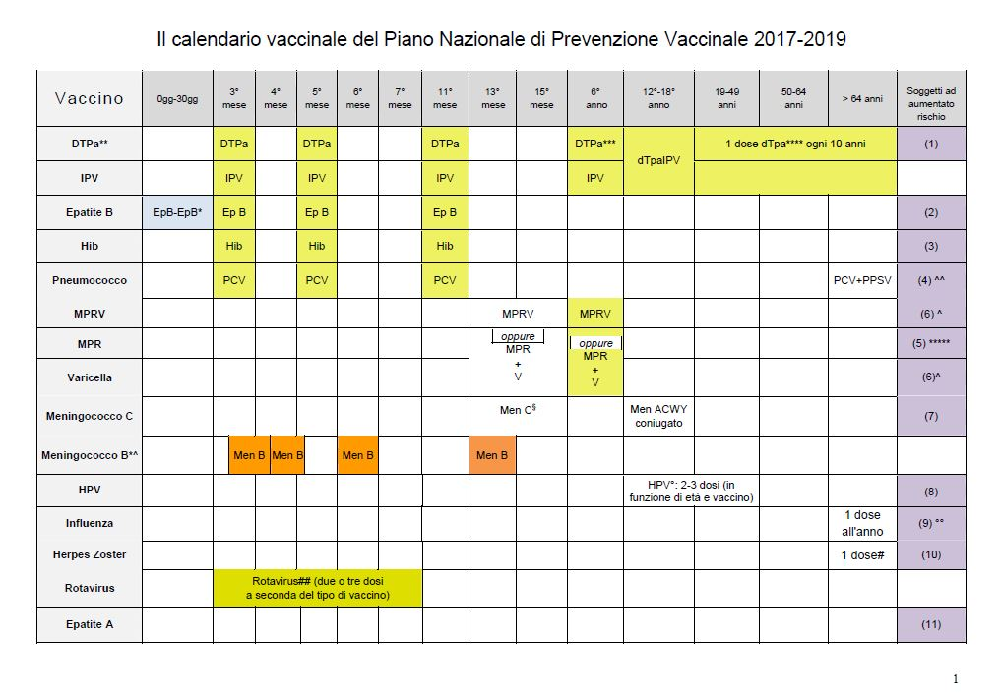 Il calendario vaccinale del Piano Nazionale di Prevenzione Vaccinale 2017-2019
Vaccino 0gg-30gg 3° mese 4° mese 5° mese 6° mese 7° mese 11° mese 13° mese 15° mese 6° anno 12°-18° anno 19-49 anni 50-64 anni > 64 anni Soggetti ad aumentato rischio
DTPa** DTPa DTPa DTPa DTPa*** dTpaIPV 1 dose dTpa**** ogni 10 anni (1)
IPV IPV IPV IPV IPV
Epatite B EpB-EpB* Ep B Ep B Ep B (2)
Hib Hib Hib Hib (3)
Pneumococco PCV PCV PCV PCV+PPSV (4) ^^
MPRV MPRV MPRV (6) ^
MPR oppure MPR + V oppure MPR + V (5) *****
Varicella (6)^
Meningococco C Men C§ Men ACWY coniugato (7)
Meningococco B*^ Men B Men B Men B Men B
HPV HPV°: 2-3 dosi (in funzione di età e vaccino) (8)
Influenza 1 dose all'anno (9) °°
Herpes Zoster 1 dose# (10)
Rotavirus Rotavirus## (due o tre dosi a seconda del tipo di vaccino)
Epatite A (11)
1